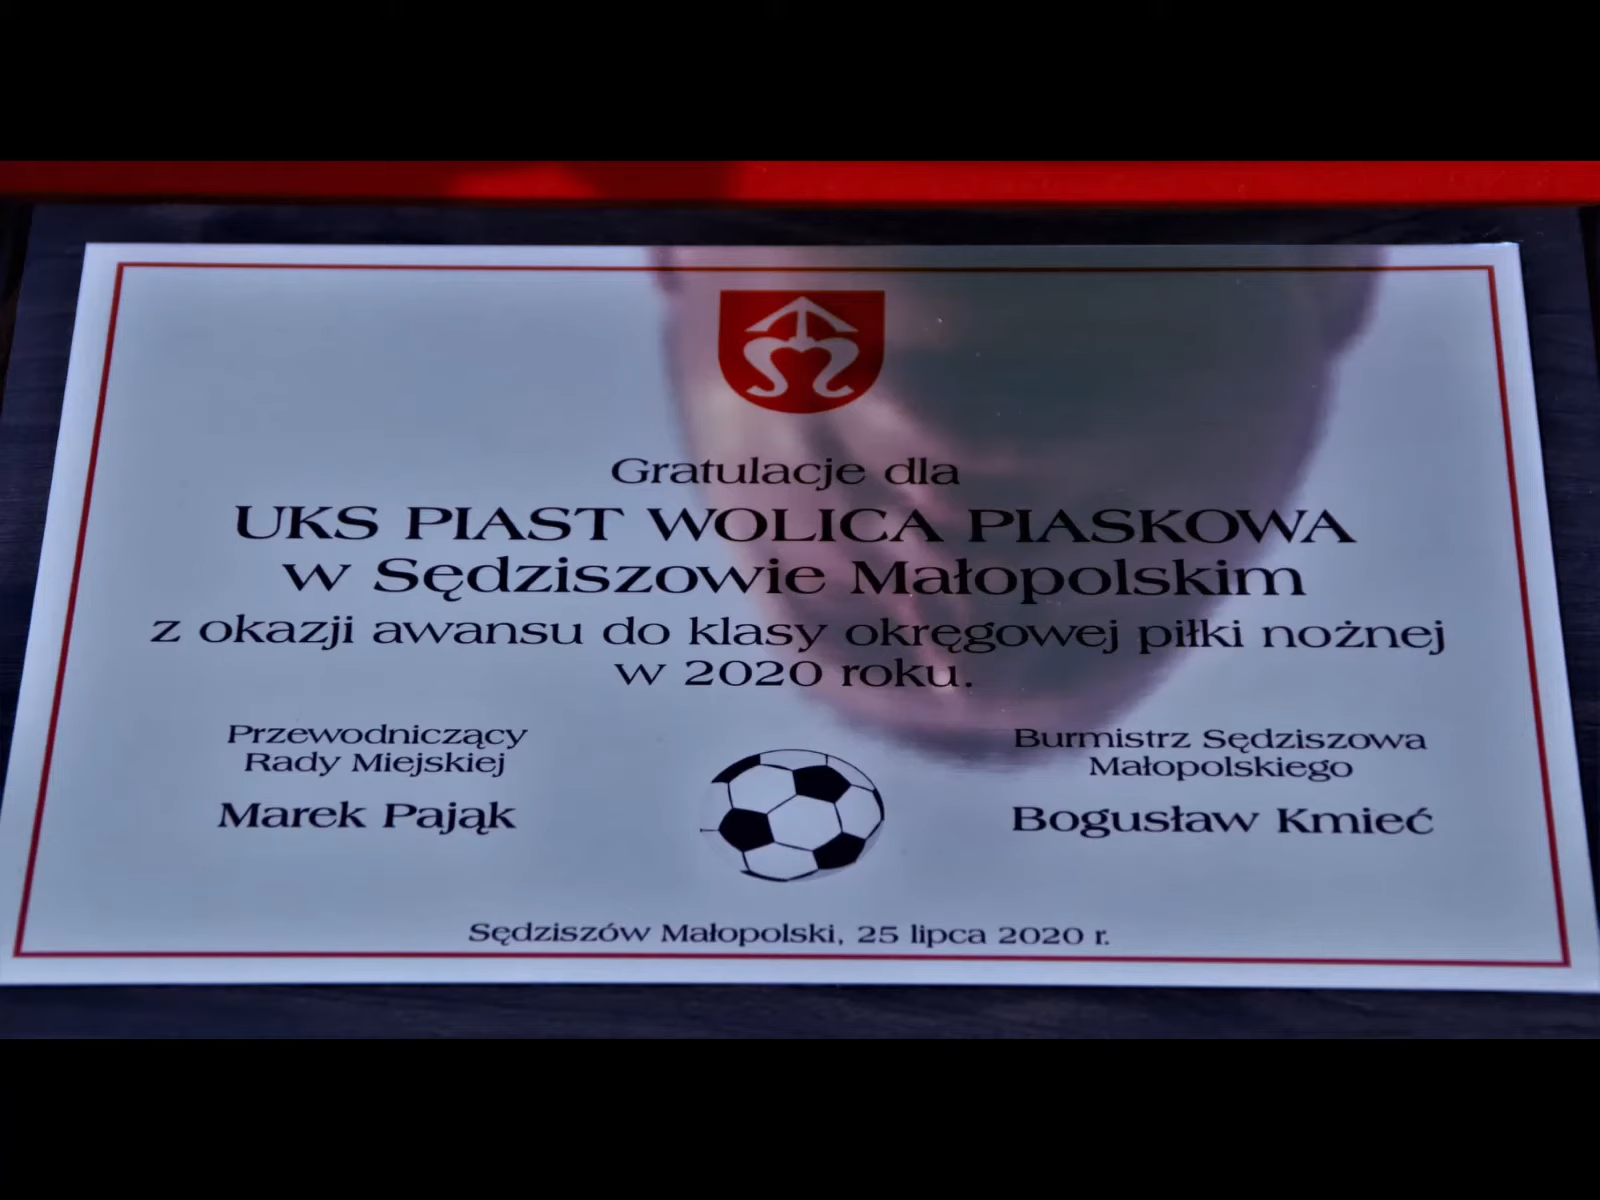 Gratulacje dla
UKS PIAST WOLICA PIASKOWA
w Sędziszowie Małopolskim
z okazji awansu do klasy okręgowej piłki nożnej
w 2020 roku.
Przewodniczący
Rady Miejskiej
Marek Pająk
Burmistrz Sędziszowa
Małopolskiego
Bogusław Kmieć
Sędziszów Małopolski, 25 lipca 2020 r.